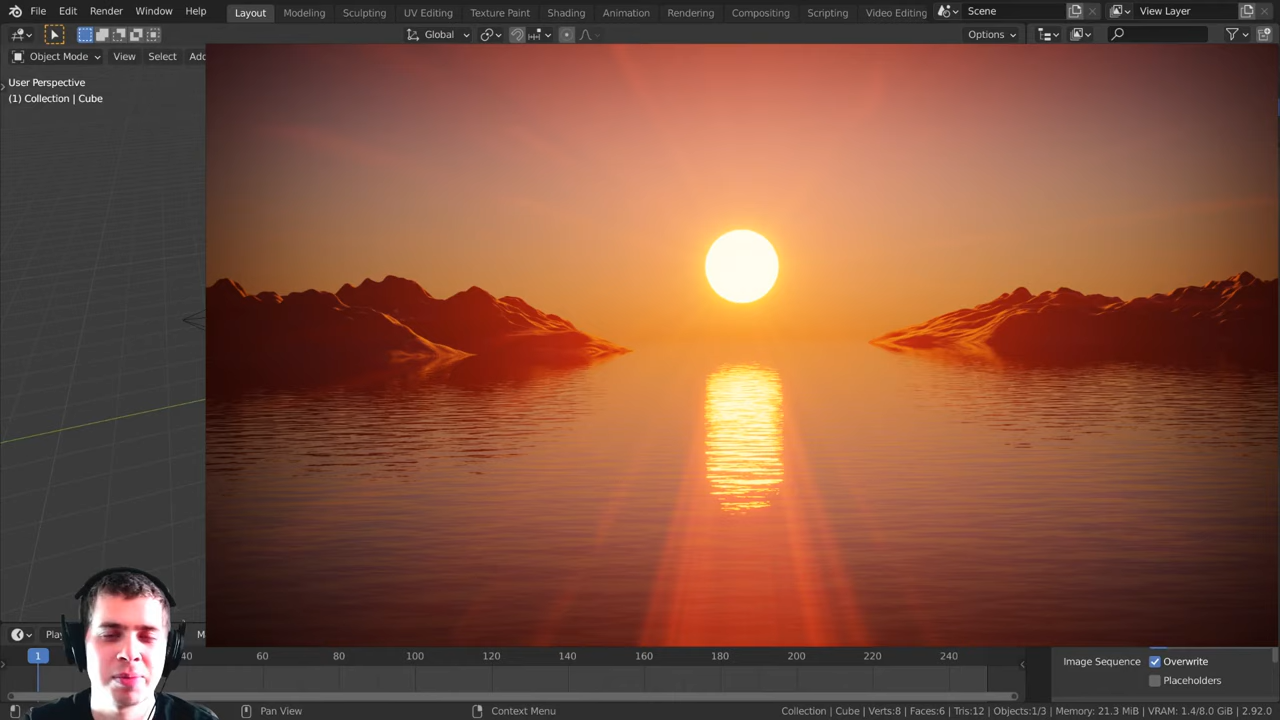 File Edit Render Window Help Layout Modeling Sculpting UV Editing Texture Paint Shading Animation Rendering Compositing Scripting Video Editing Scene View Layer
Global Options
Object Mode View Select Add
User Perspective
(1) Collection | Cube
Play
1 40 60 80 100 120 140 160 180 200 220 240
Image Sequence Overwrite
Placeholders
Pan View Context Menu Collection | Cube | Verts:8 | Faces:6 | Tris:12 | Objects:1/3 | Memory: 21.3 MiB | VRAM: 1.4/8.0 GiB | 2.92.0